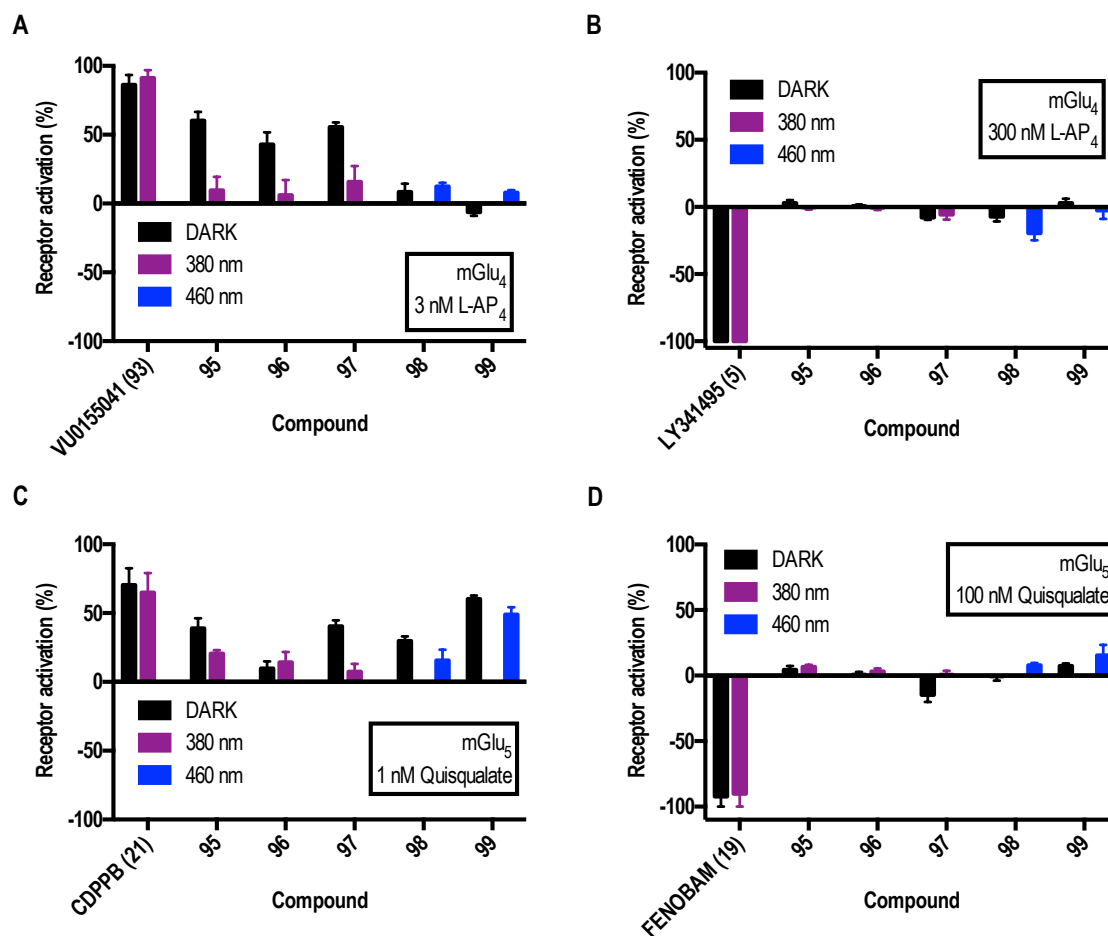 A
Receptor activation (%)
100
50
0
-50
-100
DARK
380 nm
460 nm
mGlu4
3 nM L-AP4
VU0155041 (93)
95
96
97
98
99
Compound
B
Receptor activation (%)
100
50
0
-50
-100
DARK
380 nm
460 nm
mGlu4
300 nM L-AP4
LY341495 (5)
95
96
97
98
99
Compound
C
Receptor activation (%)
100
50
0
-50
-100
DARK
380 nm
460 nm
mGlu5
1 nM Quisqualate
CDPPB (21)
95
96
97
98
99
Compound
D
Receptor activation (%)
100
50
0
-50
-100
DARK
380 nm
460 nm
mGlu5
100 nM Quisqualate
FENOBAM (19)
95
96
97
98
99
Compound